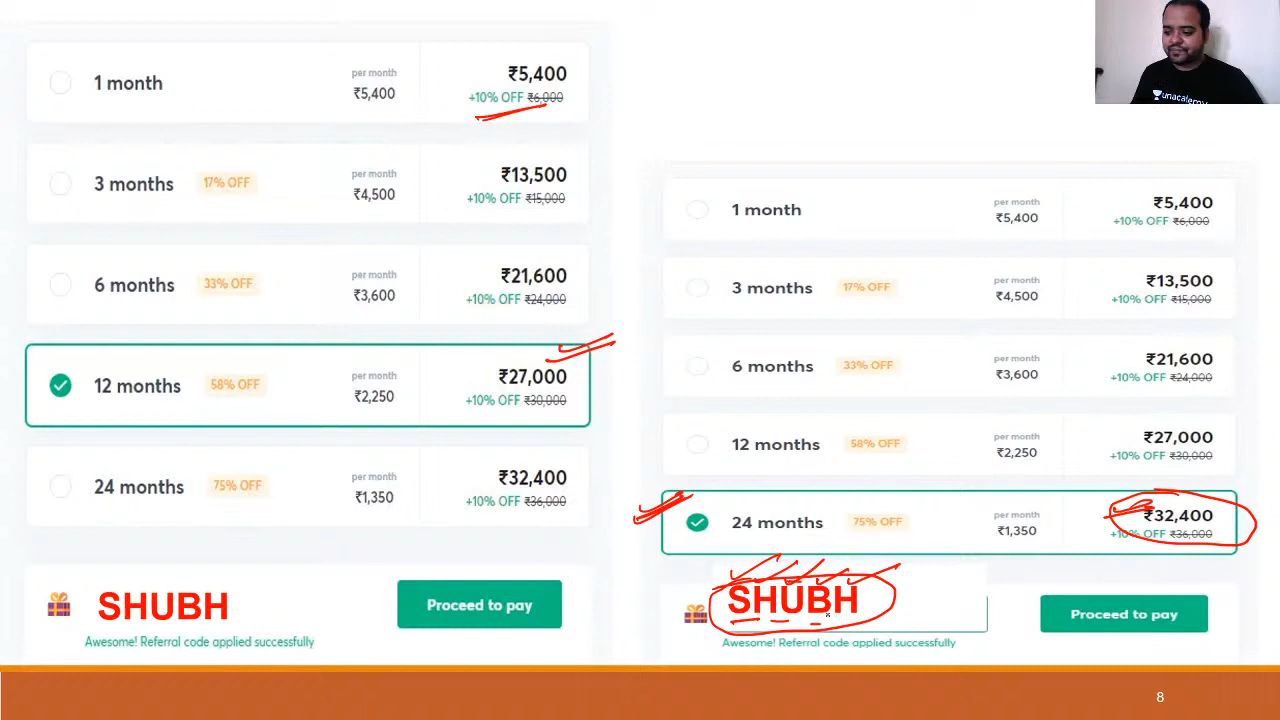 1 month
per month
₹5,400
₹5,400
+10% OFF ₹6,000
3 months
17% OFF
per month
₹4,500
₹13,500
+10% OFF ₹15,000
6 months
33% OFF
per month
₹3,600
₹21,600
+10% OFF ₹24,000
12 months
58% OFF
per month
₹2,250
₹27,000
+10% OFF ₹30,000
24 months
75% OFF
per month
₹1,350
₹32,400
+10% OFF ₹36,000
SHUBH
Proceed to pay
Awesome! Referral code applied successfully
unacademy
1 month
per month
₹5,400
₹5,400
+10% OFF ₹6,000
3 months
17% OFF
per month
₹4,500
₹13,500
+10% OFF ₹15,000
6 months
33% OFF
per month
₹3,600
₹21,600
+10% OFF ₹24,000
12 months
58% OFF
per month
₹2,250
₹27,000
+10% OFF ₹30,000
24 months
75% OFF
per month
₹1,350
₹32,400
+10% OFF ₹36,000
SHUBH
Proceed to pay
Awesome! Referral code applied successfully
8